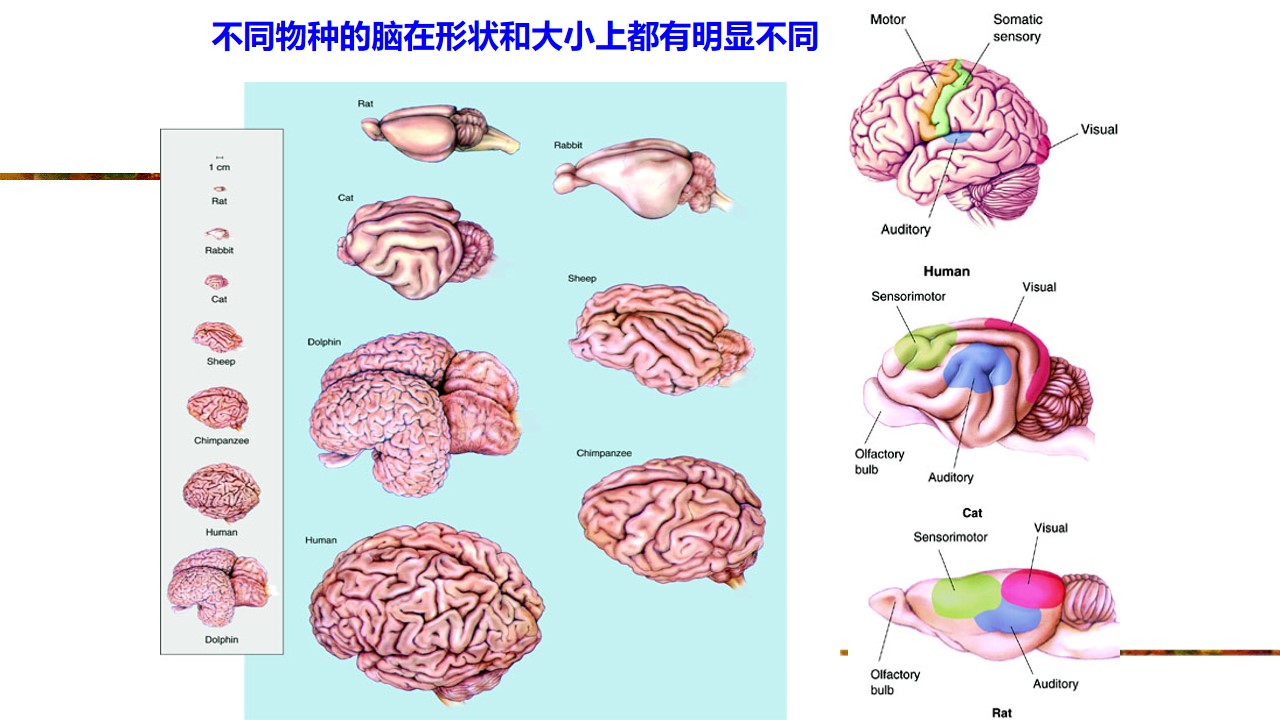 不同物种的脑在形状和大小上都有明显不同
1 cm
Rat
Rabbit
Cat
Sheep
Chimpanzee
Human
Dolphin
Rat
Rabbit
Cat
Sheep
Dolphin
Chimpanzee
Human
Motor
Somatic
sensory
Visual
Auditory
Human
Sensorimotor
Visual
Olfactory
bulb
Auditory
Cat
Sensorimotor
Visual
Olfactory
bulb
Auditory
Rat